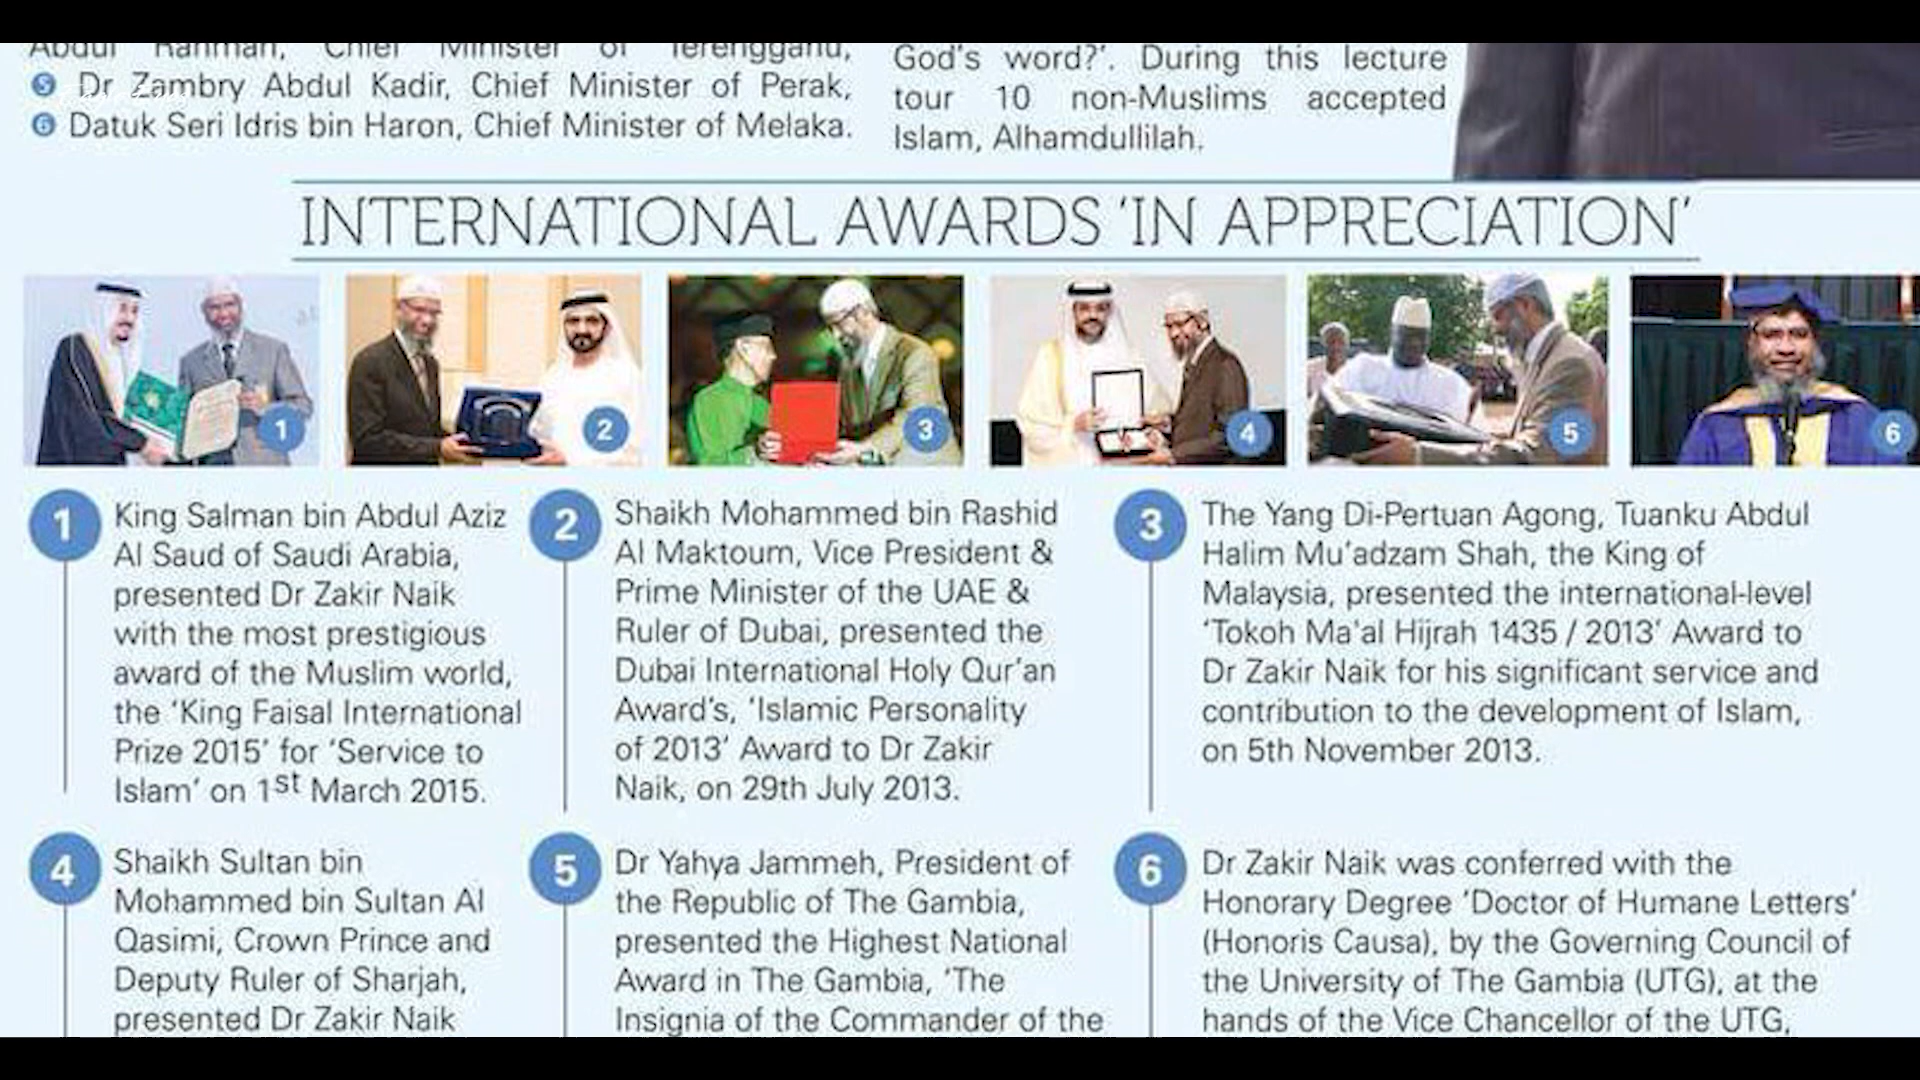 Abdul Rahman, Chief Minister of Terengganu,
5 Dr Zambry Abdul Kadir, Chief Minister of Perak,
6 Datuk Seri Idris bin Haron, Chief Minister of Melaka.
God's word?'. During this lecture
tour 10 non-Muslims accepted
Islam, Alhamdullilah.
INTERNATIONAL AWARDS 'IN APPRECIATION'
1
2
3
4
5
6
1
King Salman bin Abdul Aziz
Al Saud of Saudi Arabia,
presented Dr Zakir Naik
with the most prestigious
award of the Muslim world,
the 'King Faisal International
Prize 2015' for 'Service to
Islam' on 1st March 2015.
2
Shaikh Mohammed bin Rashid
Al Maktoum, Vice President &
Prime Minister of the UAE &
Ruler of Dubai, presented the
Dubai International Holy Qur'an
Award's, 'Islamic Personality
of 2013' Award to Dr Zakir
Naik, on 29th July 2013.
3
The Yang Di-Pertuan Agong, Tuanku Abdul
Halim Mu'adzam Shah, the King of
Malaysia, presented the international-level
'Tokoh Ma'al Hijrah 1435 / 2013' Award to
Dr Zakir Naik for his significant service and
contribution to the development of Islam,
on 5th November 2013.
4
Shaikh Sultan bin
Mohammed bin Sultan Al
Qasimi, Crown Prince and
Deputy Ruler of Sharjah,
presented Dr Zakir Naik
5
Dr Yahya Jammeh, President of
the Republic of The Gambia,
presented the Highest National
Award in The Gambia, 'The
Insignia of the Commander of the
6
Dr Zakir Naik was conferred with the
Honorary Degree 'Doctor of Humane Letters'
(Honoris Causa), by the Governing Council of
the University of The Gambia (UTG), at the
hands of the Vice Chancellor of the UTG,